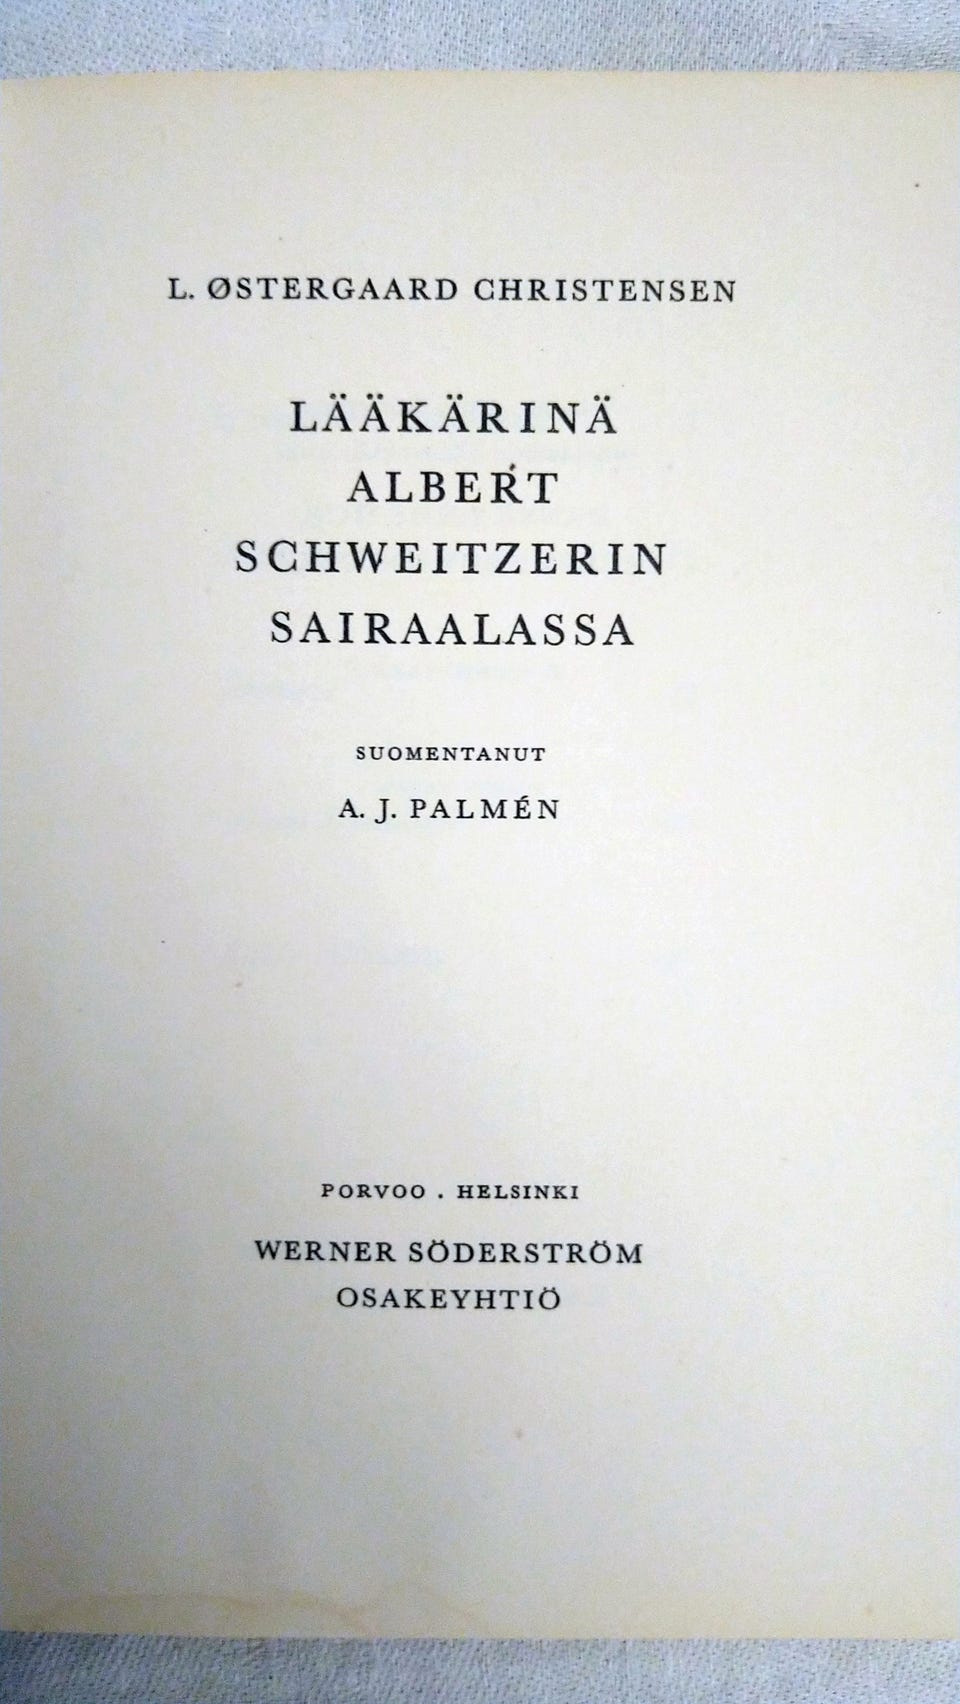 L. ØSTERGAARD CHRISTENSEN
LÄÄKÄRINÄ
ALBERT
SCHWEITZERIN
SAIRAALASSA
SUOMENTANUT
A. J. PALMÉN
PORVOO . HELSINKI
WERNER SÖDERSTRÖM
OSAKEYHTIÖ